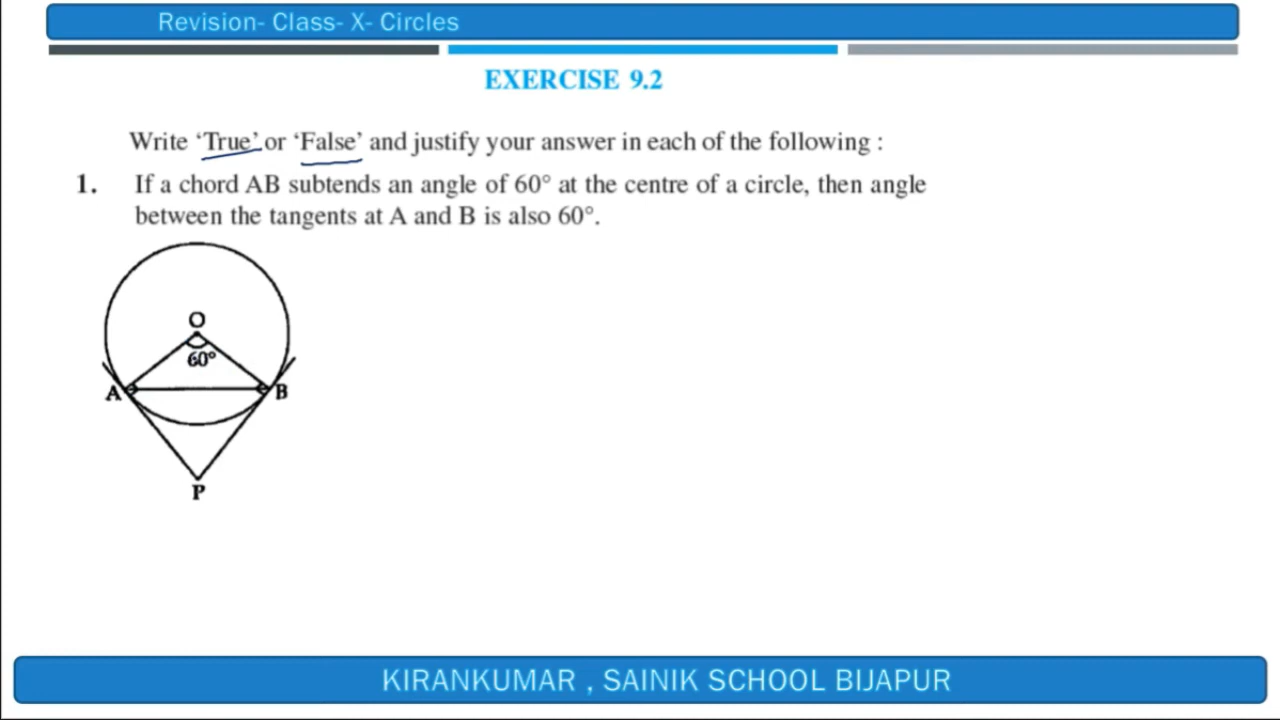 Revision- Class- X- Circles
EXERCISE 9.2
Write ‘True’ or ‘False’ and justify your answer in each of the following :
1. If a chord AB subtends an angle of 60° at the centre of a circle, then angle
between the tangents at A and B is also 60°.
O
60°
A B
P
KIRANKUMAR , SAINIK SCHOOL BIJAPUR